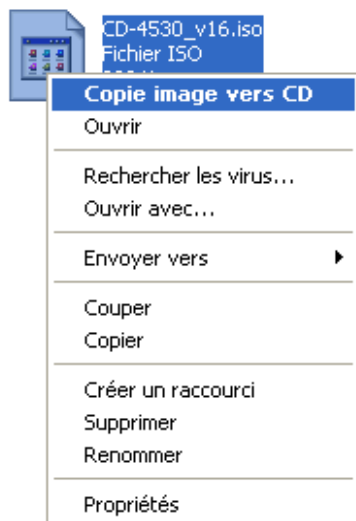 CD-4530_v16.iso
Fichier ISO
Copie image vers CD
Ouvrir
Rechercher les virus...
Ouvrir avec...
Envoyer vers
Couper
Copier
Créer un raccourci
Supprimer
Renommer
Propriétés